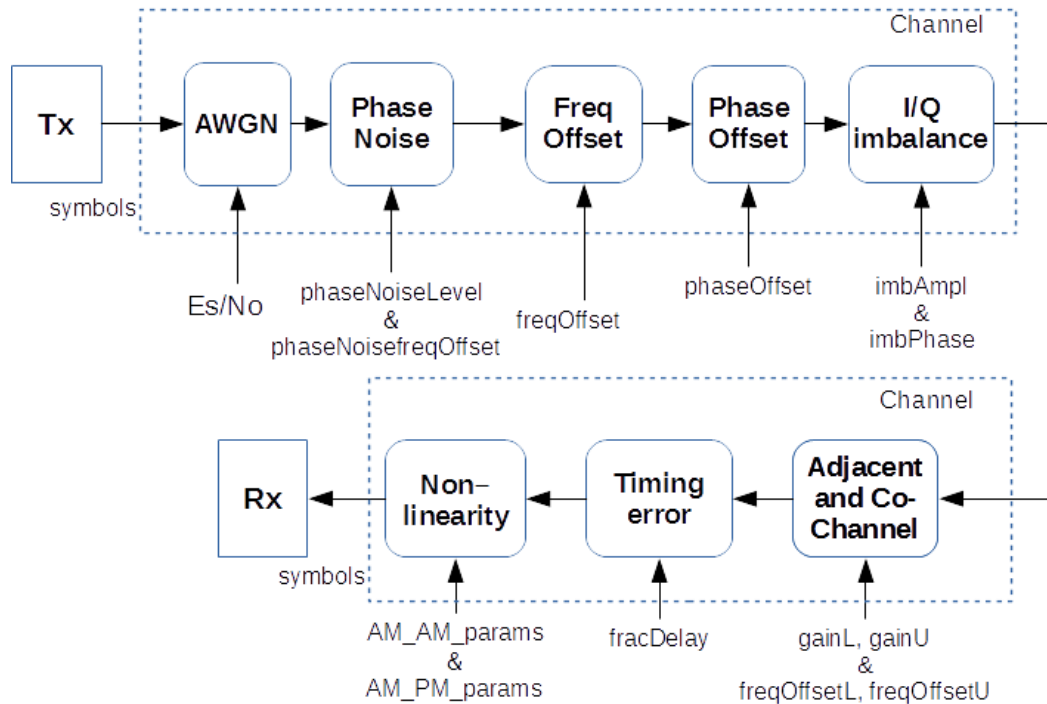 Channel
Tx
AWGN
Phase
Noise
Freq
Offset
Phase
Offset
I/Q
imbalance
symbols
Es/No
phaseNoiseLevel
&
phaseNoisefreqOffset
freqOffset
phaseOffset
imbAmpl
&
imbPhase
Channel
Rx
Non–
linearity
Timing
error
Adjacent
and Co-
Channel
symbols
AM_AM_params
&
AM_PM_params
fracDelay
gainL, gainU
&
freqOffsetL, freqOffsetU